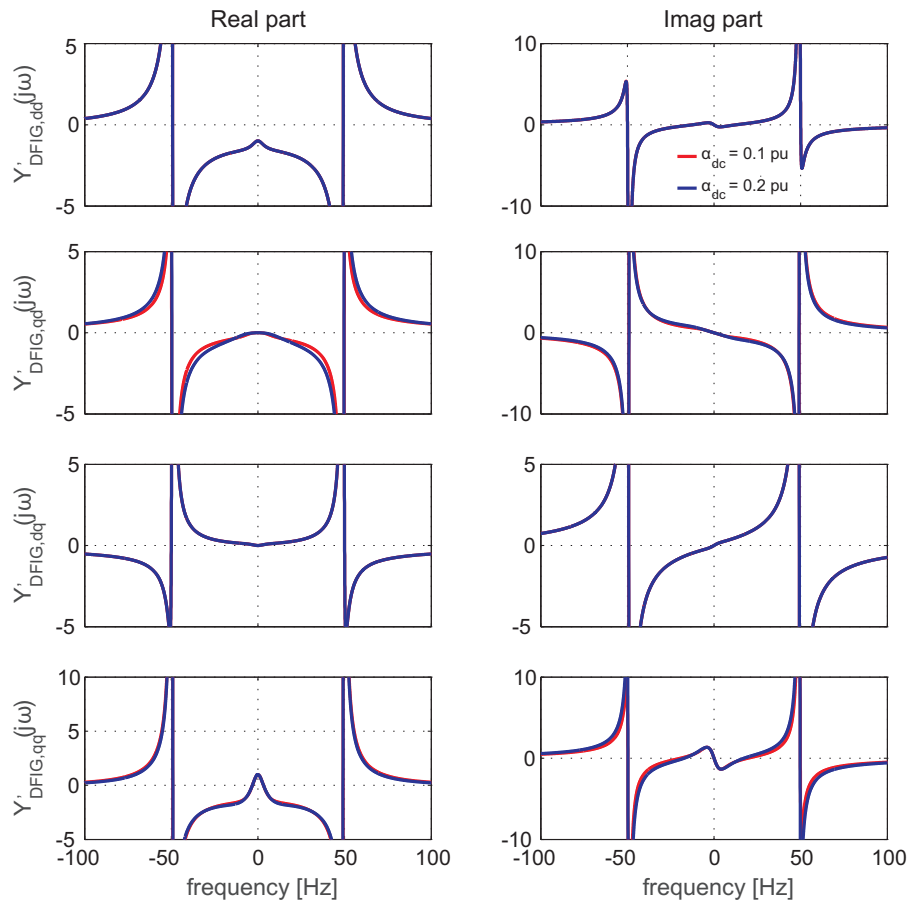 Real part
Imag part
5
0
-5
Y'DFIG,dd(jω)
10
0
-10
αdc = 0.1 pu
αdc = 0.2 pu
5
0
-5
Y'DFIG,qd(jω)
10
0
-10
5
0
-5
Y'DFIG,dq(jω)
5
0
-5
10
5
0
-5
Y'DFIG,qq(jω)
-100 -50 0 50 100
frequency [Hz]
10
0
-10
-100 -50 0 50 100
frequency [Hz]